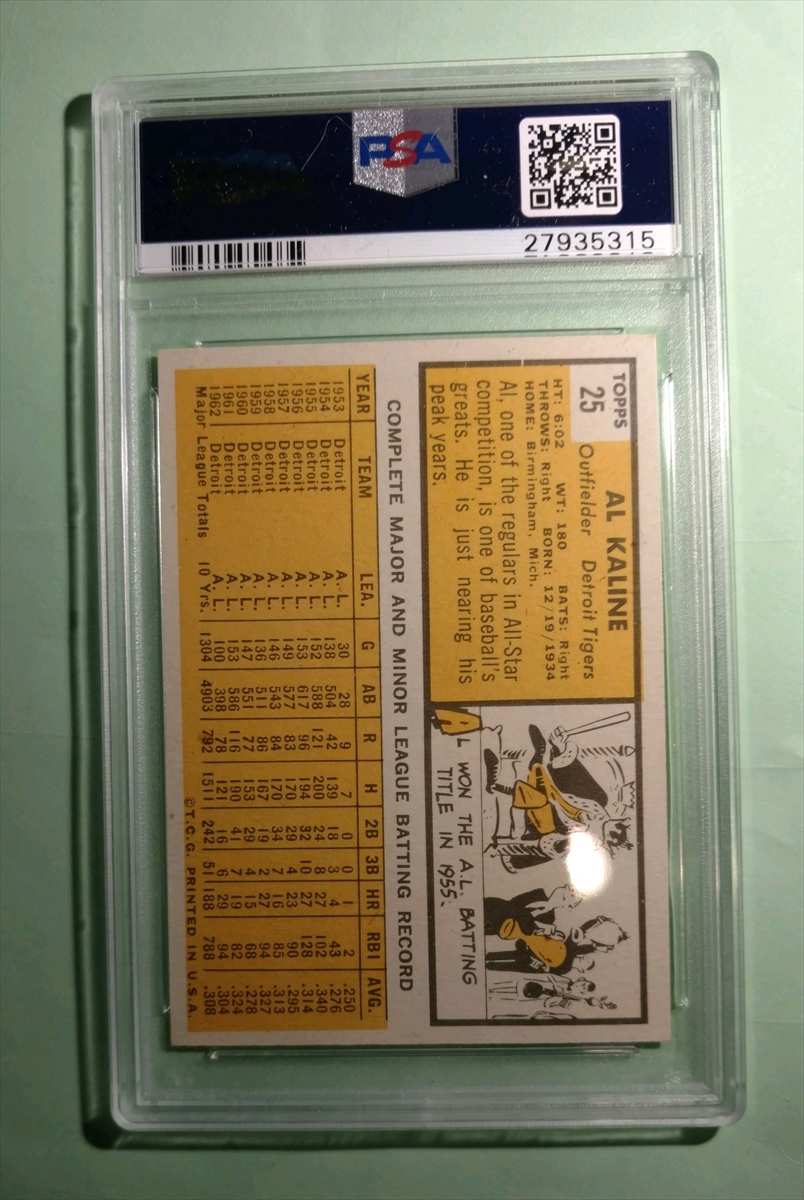 PSA
27935315
TOPPS
25
AL KALINE
Outfielder Detroit Tigers
HT: 6:02 WT: 180 BATS: Right
THROWS: Right BORN: 12/19/1934
HOME: Birmingham, Mich.
Al, one of the regulars in All-Star
competition, is one of baseball's
greats. He is just nearing his
peak years.
AL WON THE A.L. BATTING
TITLE IN 1955.
COMPLETE MAJOR AND MINOR LEAGUE BATTING RECORD
YEAR TEAM LEA. G AB R H 2B 3B HR RBI AVG.
1953 Detroit A. L. 30 28 9 7 0 0 1 2 .250
1954 Detroit A. L. 138 504 42 139 18 3 4 43 .276
1955 Detroit A. L. 152 588 121 200 24 8 27 102 .340
1956 Detroit A. L. 153 617 96 194 32 10 27 128 .314
1957 Detroit A. L. 149 577 83 170 29 4 23 90 .295
1958 Detroit A. L. 146 543 84 170 34 7 16 85 .313
1959 Detroit A. L. 136 511 86 167 19 2 27 94 .327
1960 Detroit A. L. 147 551 77 153 29 4 15 68 .278
1961 Detroit A. L. 153 586 116 190 41 7 19 82 .324
1962 Detroit A. L. 100 398 78 121 16 6 29 94 .304
Major League Totals 10 Yrs. 1304 4903 792 1511 242 51 188 788 .308
©T.C.G. PRINTED IN U.S.A.